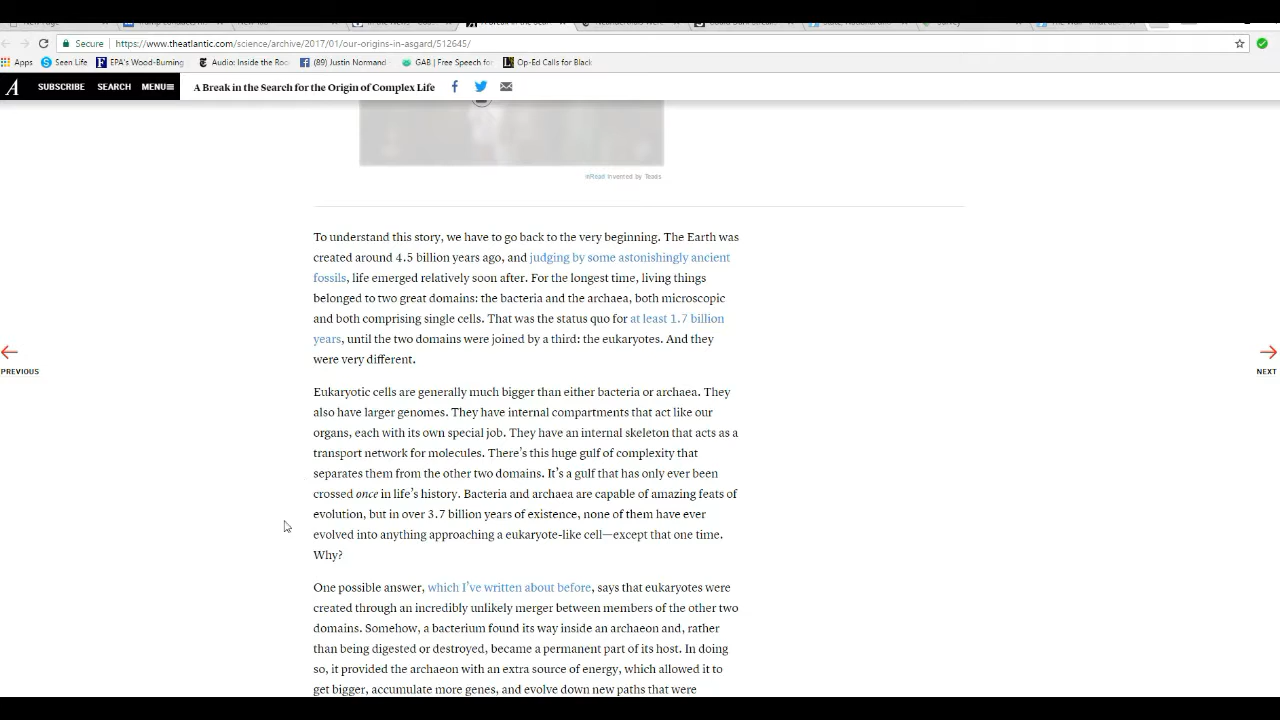 Secure
https://www.theatlantic.com/science/archive/2017/01/our-origins-in-asgard/512645/
Apps
Seen Life
EPA's Wood-Burning
Audio: Inside the Roo
(89) Justin Normand
GAB | Free Speech fo
Op-Ed Calls for Black
A
SUBSCRIBE
SEARCH
MENU
A Break in the Search for the Origin of Complex Life
inRead invented by Teads
To understand this story, we have to go back to the very beginning. The Earth was
created around 4.5 billion years ago, and judging by some astonishingly ancient
fossils, life emerged relatively soon after. For the longest time, living things
belonged to two great domains: the bacteria and the archaea, both microscopic
and both comprising single cells. That was the status quo for at least 1.7 billion
years, until the two domains were joined by a third: the eukaryotes. And they
were very different.
PREVIOUS
NEXT
Eukaryotic cells are generally much bigger than either bacteria or archaea. They
also have larger genomes. They have internal compartments that act like our
organs, each with its own special job. They have an internal skeleton that acts as a
transport network for molecules. There's this huge gulf of complexity that
separates them from the other two domains. It's a gulf that has only ever been
crossed once in life's history. Bacteria and archaea are capable of amazing feats of
evolution, but in over 3.7 billion years of existence, none of them have ever
evolved into anything approaching a eukaryote-like cell—except that one time.
Why?
One possible answer, which I've written about before, says that eukaryotes were
created through an incredibly unlikely merger between members of the other two
domains. Somehow, a bacterium found its way inside an archaeon and, rather
than being digested or destroyed, became a permanent part of its host. In doing
so, it provided the archaeon with an extra source of energy, which allowed it to
get bigger, accumulate more genes, and evolve down new paths that were